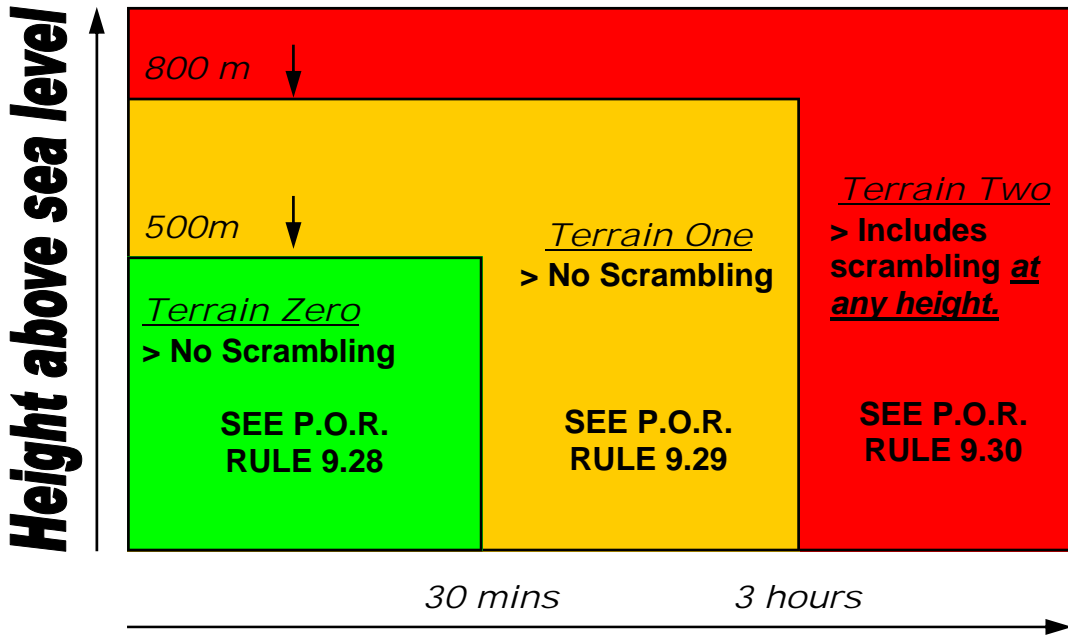 Height above sea level
800 m
500m
Terrain Zero
> No Scrambling
SEE P.O.R.
RULE 9.28
Terrain One
> No Scrambling
SEE P.O.R.
RULE 9.29
Terrain Two
> Includes
scrambling at
any height.
SEE P.O.R.
RULE 9.30
30 mins
3 hours